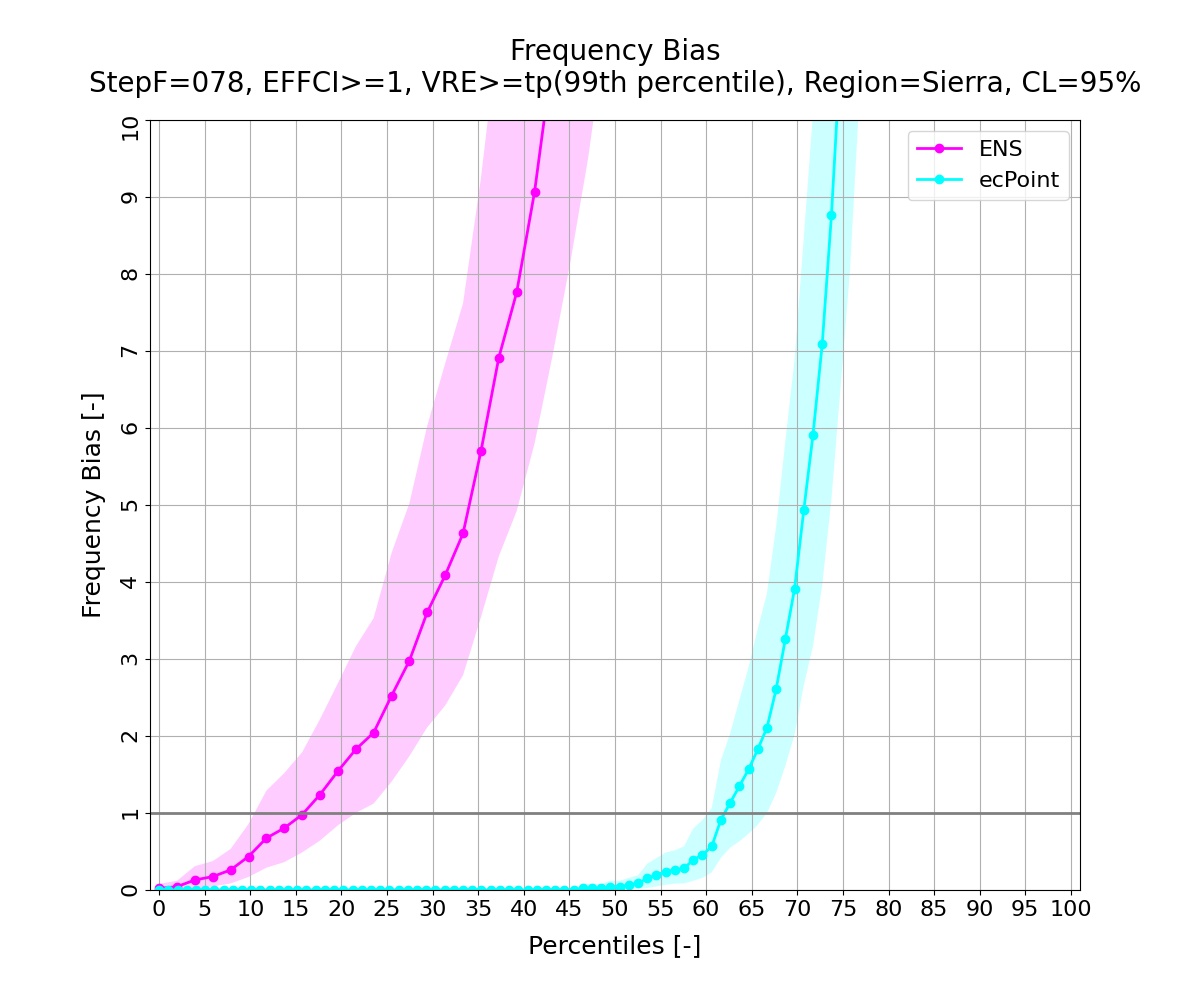 Frequency Bias
StepF=078, EFFCI>=1, VRE>=tp(99th percentile), Region=Sierra, CL=95%
10
9
8
7
6
5
4
3
2
1
0
Frequency Bias [-]
ENS
ecPoint
0 5 10 15 20 25 30 35 40 45 50 55 60 65 70 75 80 85 90 95 100
Percentiles [-]